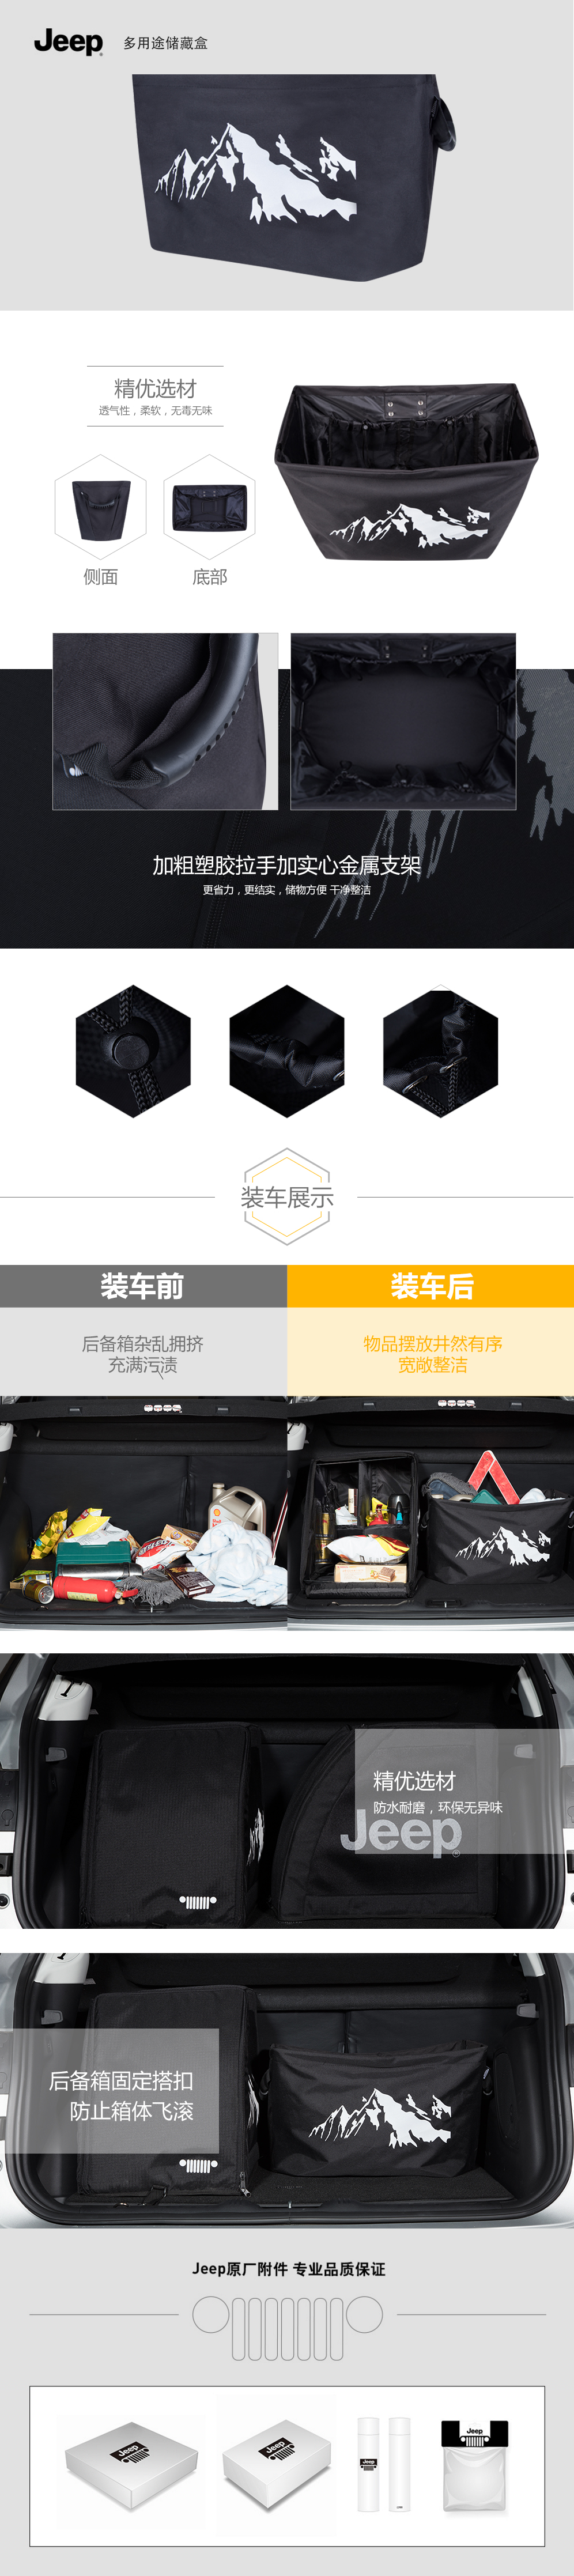 Jeep® 多用途储藏盒
精优选材
透气性，柔软，无毒无味
侧面
底部
加粗塑胶拉手加实心金属支架
更省力，更结实，储物方便 干净整洁
装车展示
装车前
装车后
后备箱杂乱拥挤
充满污渍
物品摆放井然有序
宽敞整洁
精优选材
防水耐磨，环保无异味
Jeep®
后备箱固定搭扣
防止箱体飞滚
Jeep原厂附件 专业品质保证
Jeep
Jeep
Jeep
Jeep